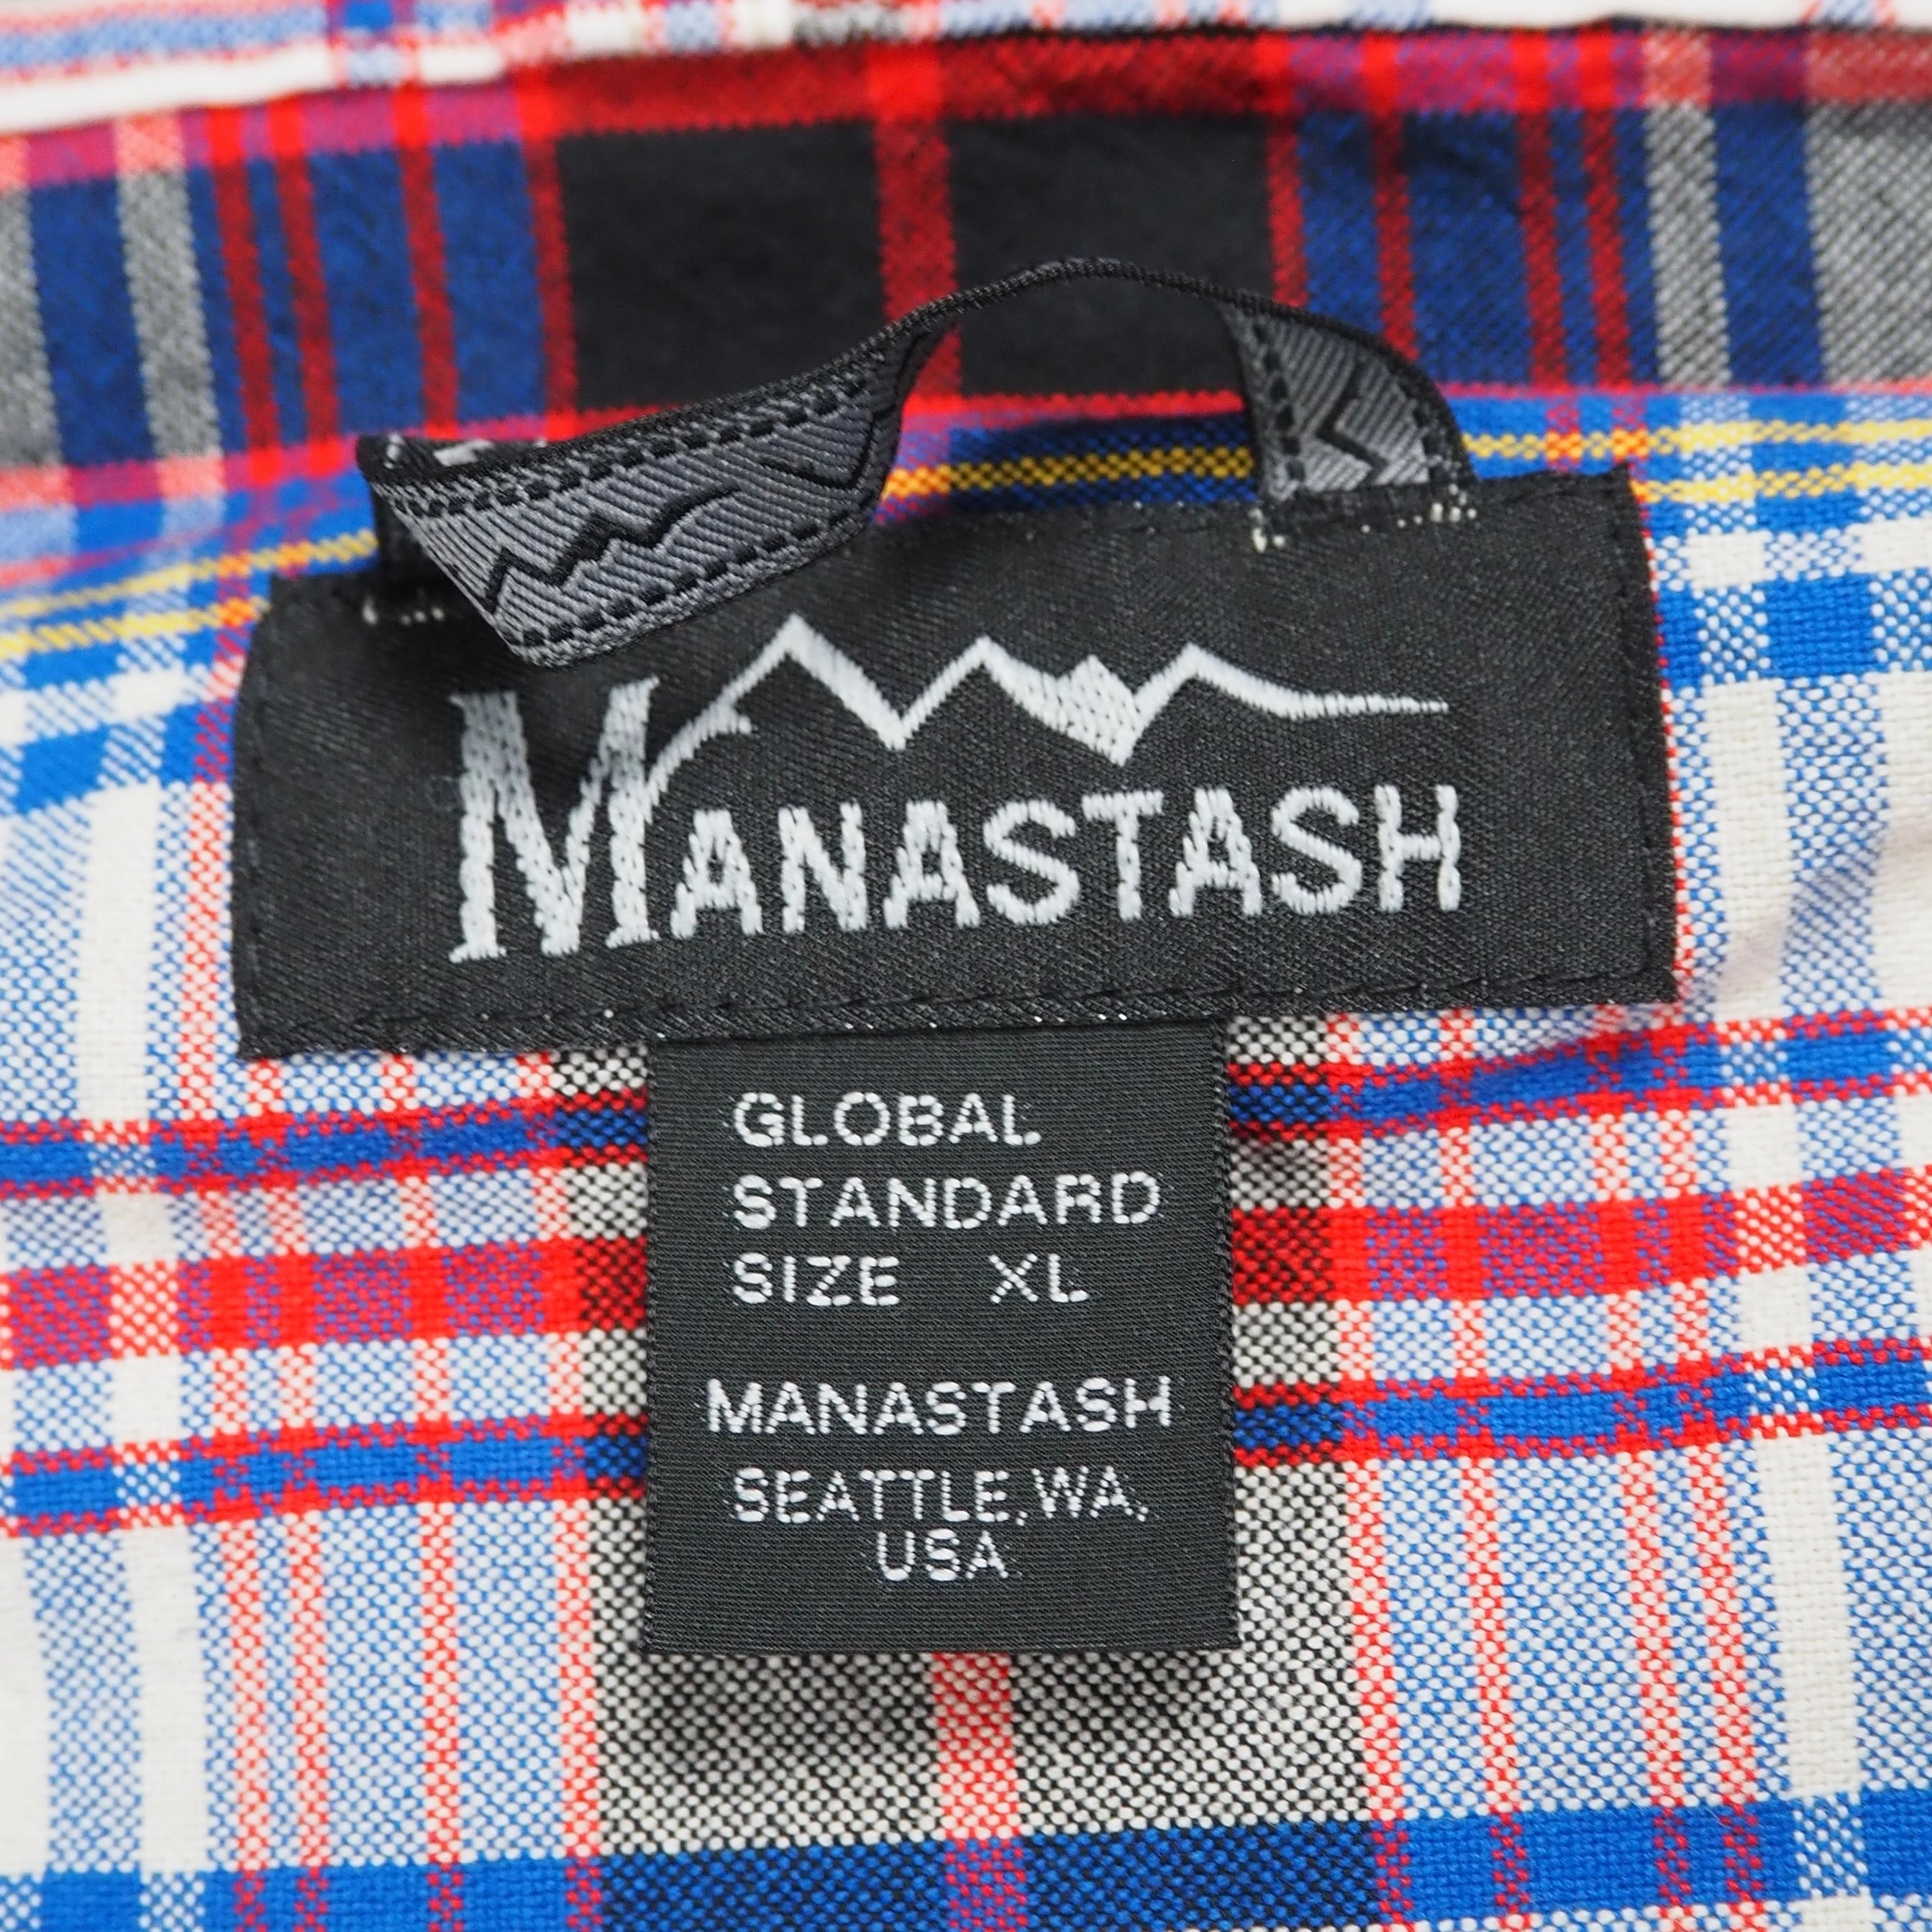 MANASTASH
GLOBAL
STANDARD
SIZE XL
MANASTASH
SEATTLE,WA,
USA